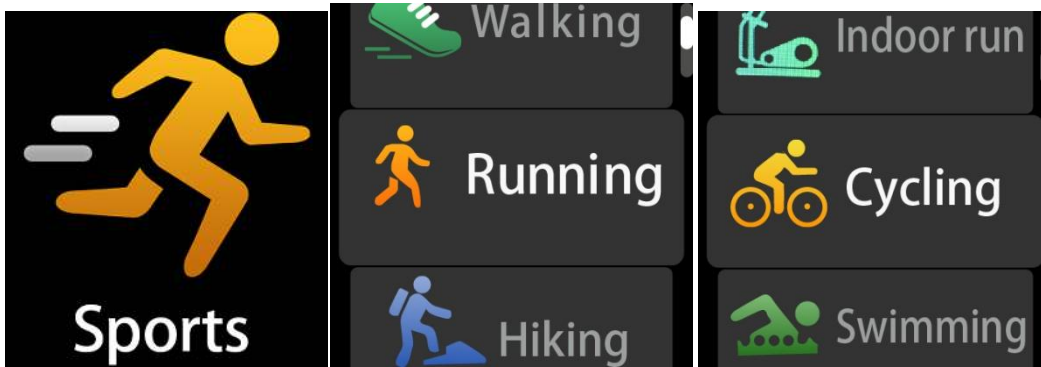 Sports
Walking
Running
Hiking
Indoor run
Cycling
Swimming